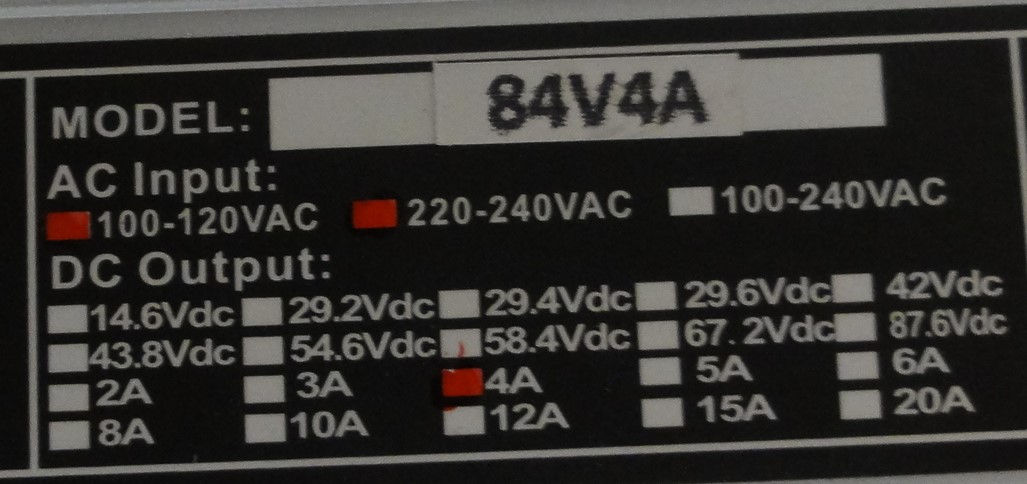 MODEL: 84V4A
AC Input:
100-120VAC 220-240VAC 100-240VAC
DC Output:
14.6Vdc 29.2Vdc 29.4Vdc 29.6Vdc 42Vdc
43.8Vdc 54.6Vdc 58.4Vdc 67.2Vdc 87.6Vdc
2A 3A 4A 5A 6A
8A 10A 12A 15A 20A